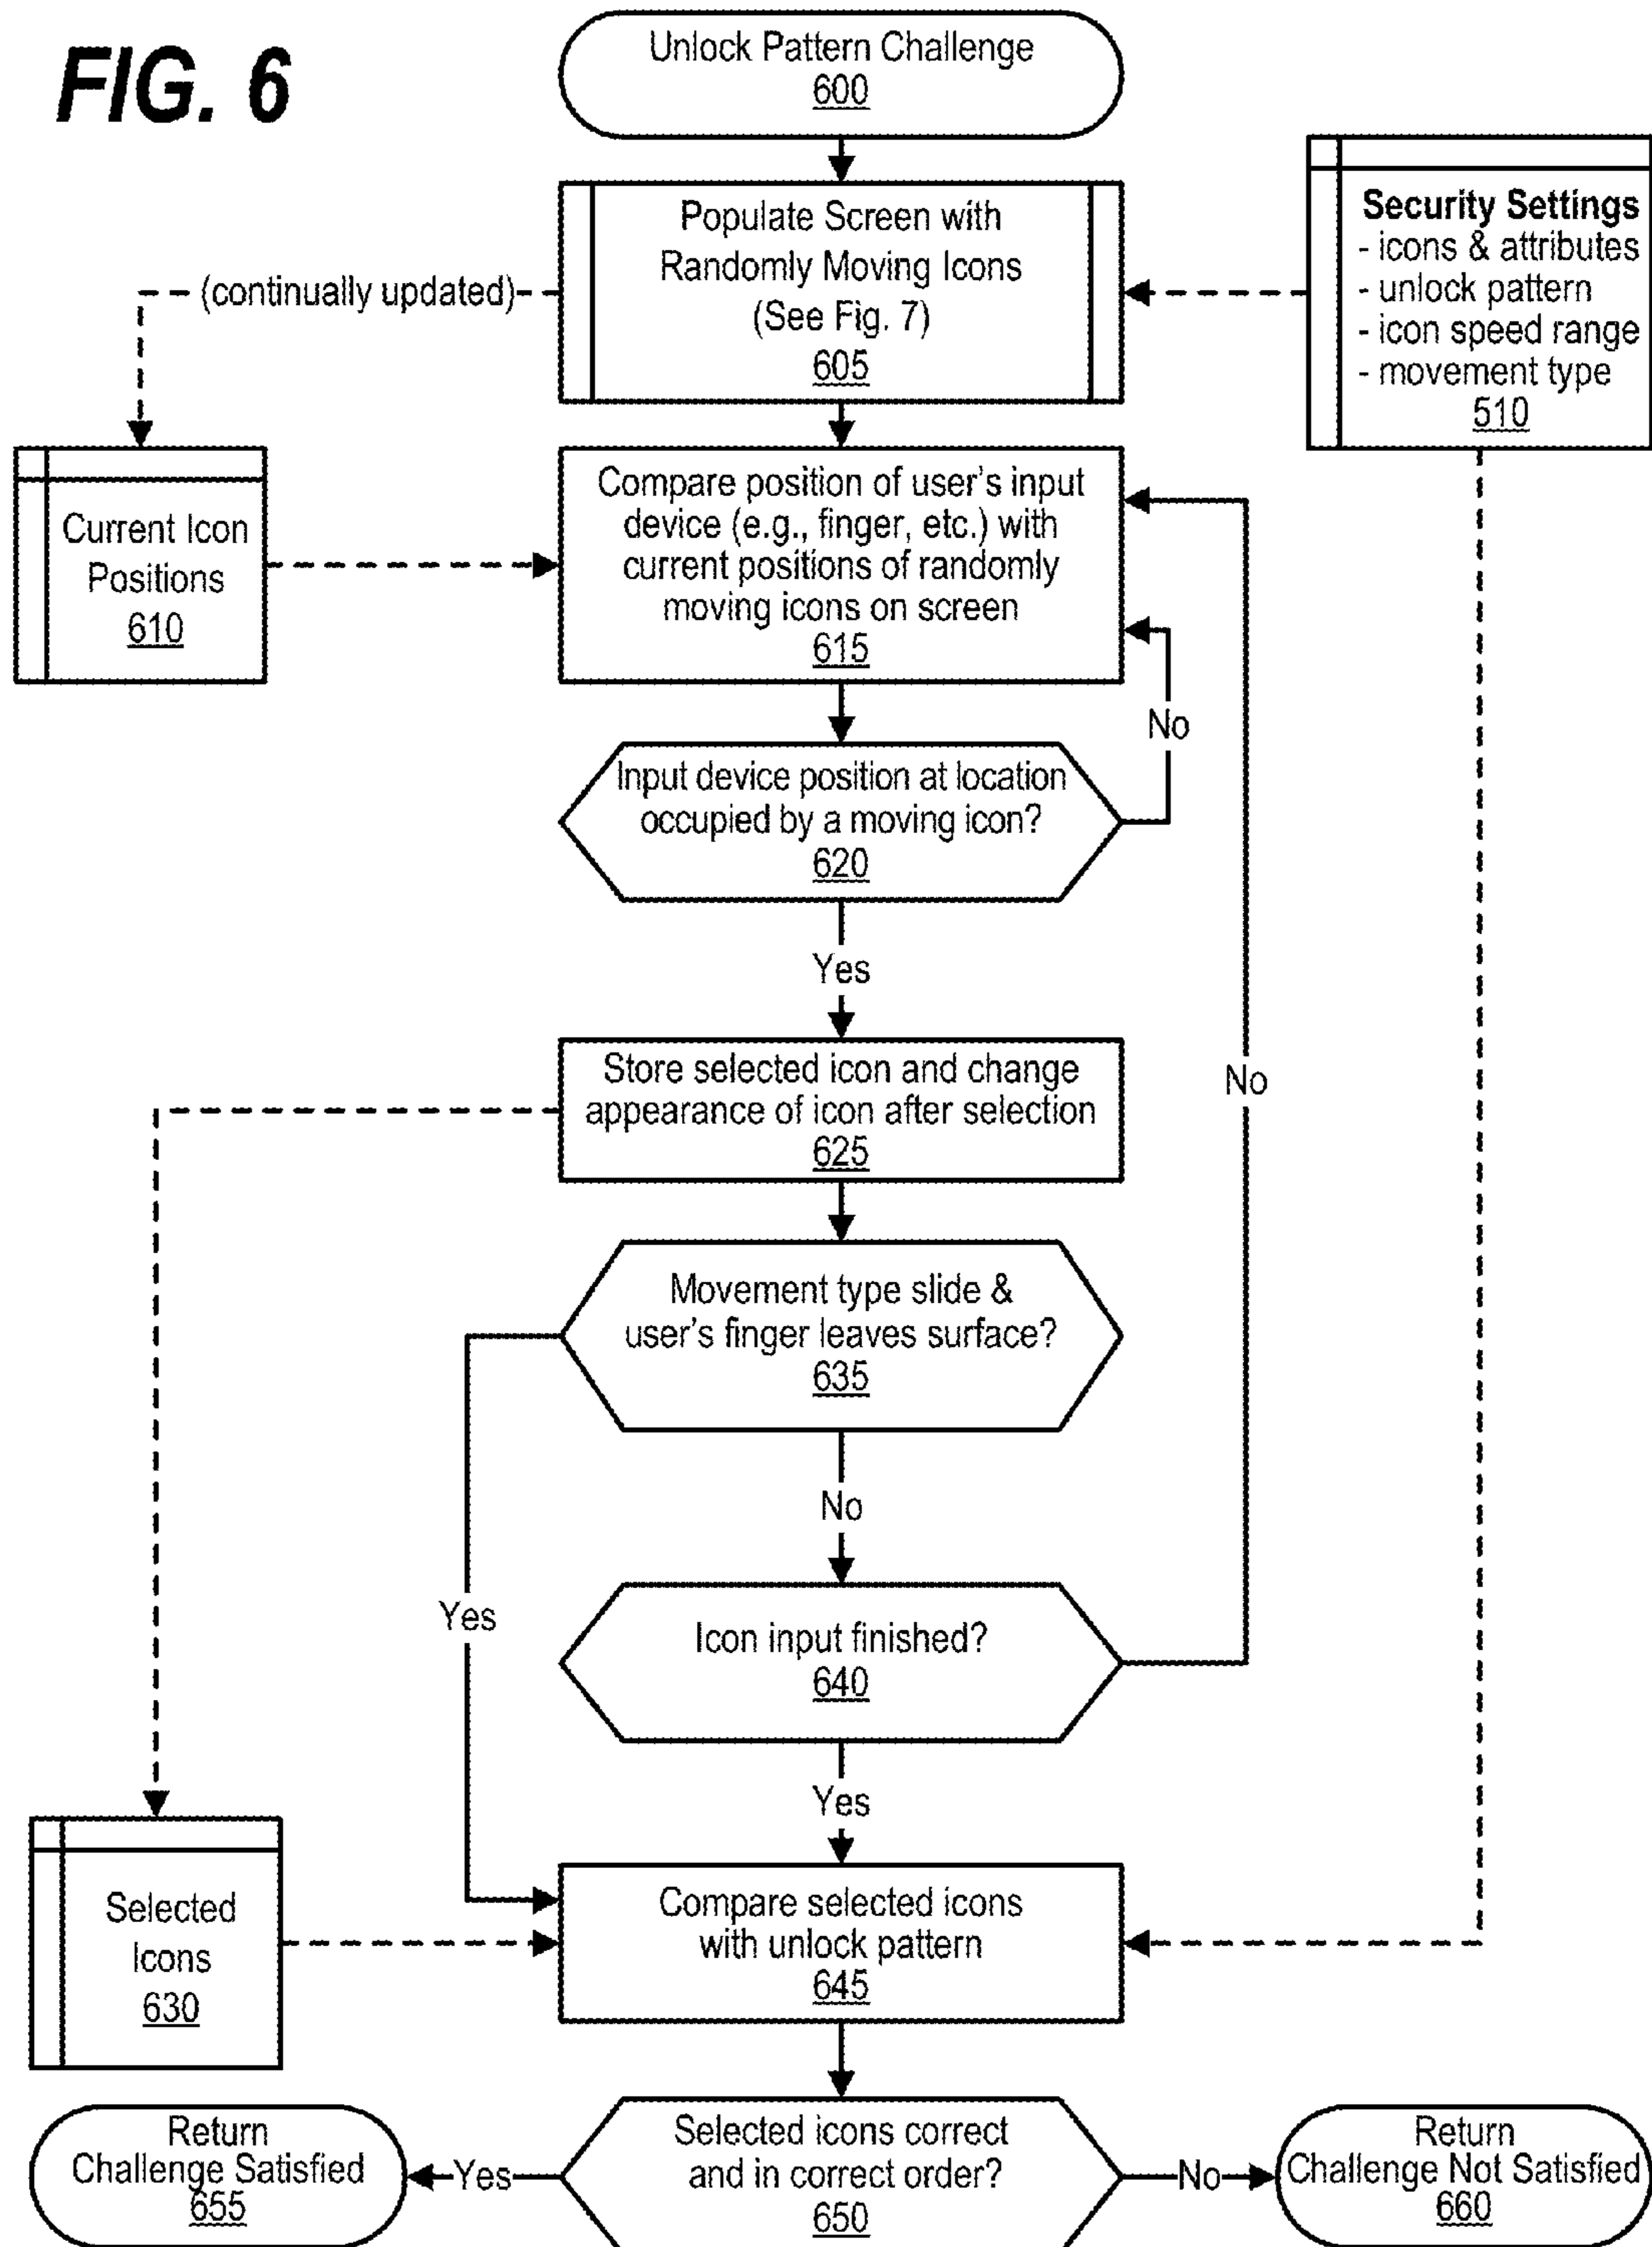 FIG. 6
Unlock Pattern Challenge
600
Populate Screen with
Randomly Moving Icons
(See Fig. 7)
605
Security Settings
- icons & attributes
- unlock pattern
- icon speed range
- movement type
510
(continually updated)
Current Icon
Positions
610
Compare position of user's input
device (e.g., finger, etc.) with
current positions of randomly
moving icons on screen
615
No
Input device position at location
occupied by a moving icon?
620
Yes
Store selected icon and change
appearance of icon after selection
625
No
Movement type slide &
user's finger leaves surface?
635
No
Yes
Icon input finished?
640
Yes
Selected
Icons
630
Compare selected icons
with unlock pattern
645
Return
Challenge Satisfied
655
Yes
Selected icons correct
and in correct order?
650
No
Return
Challenge Not Satisfied
660